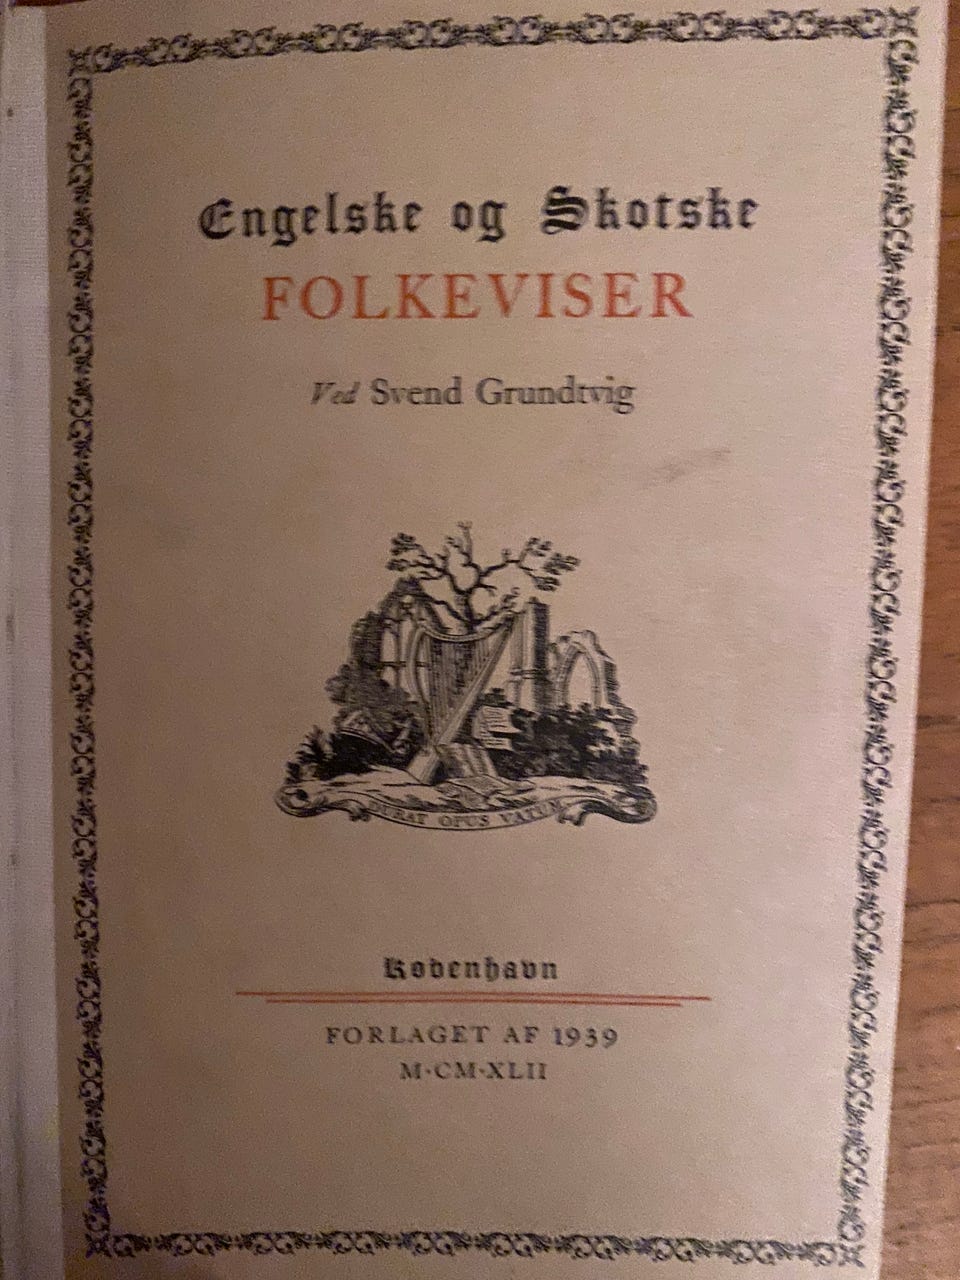 Engelske og Skotske
FOLKEVISER
Ved Svend Grundtvig
DURAT OPUS VATUM
København
FORLAGET AF 1939
M·CM·XLII